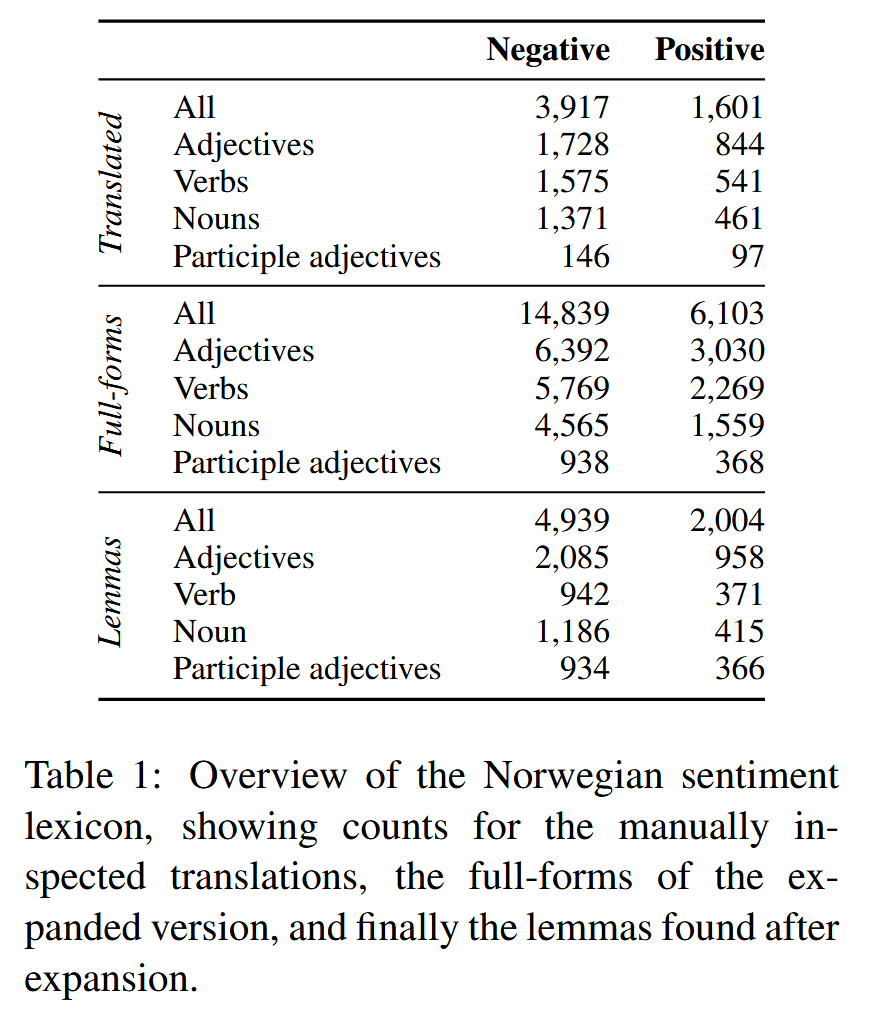 Negative Positive
Translated
All 3,917 1,601
Adjectives 1,728 844
Verbs 1,575 541
Nouns 1,371 461
Participle adjectives 146 97
Full-forms
All 14,839 6,103
Adjectives 6,392 3,030
Verbs 5,769 2,269
Nouns 4,565 1,559
Participle adjectives 938 368
Lemmas
All 4,939 2,004
Adjectives 2,085 958
Verb 942 371
Noun 1,186 415
Participle adjectives 934 366
Table 1: Overview of the Norwegian sentiment
lexicon, showing counts for the manually in-
spected translations, the full-forms of the ex-
panded version, and finally the lemmas found after
expansion.